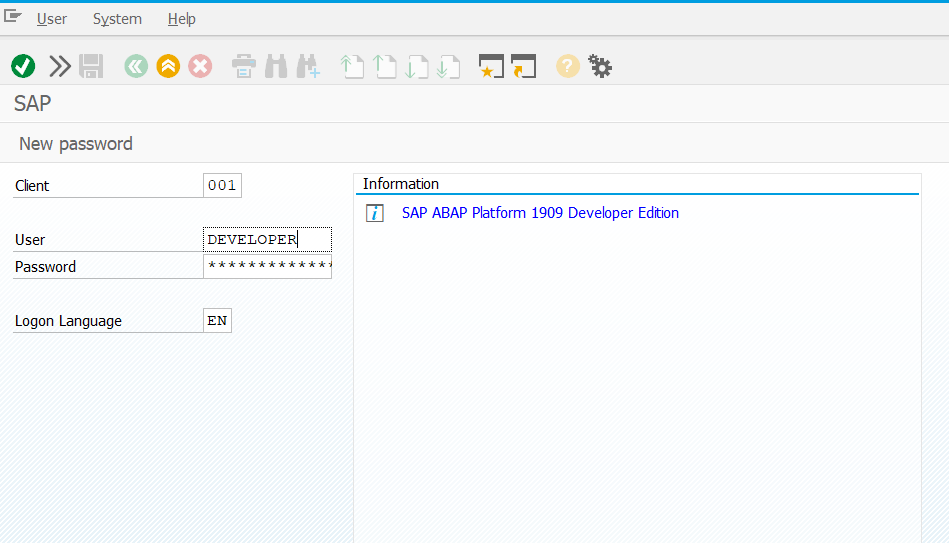 User System Help
SAP
New password
Client 001
Information
SAP ABAP Platform 1909 Developer Edition
User DEVELOPER
Password *************
Logon Language EN